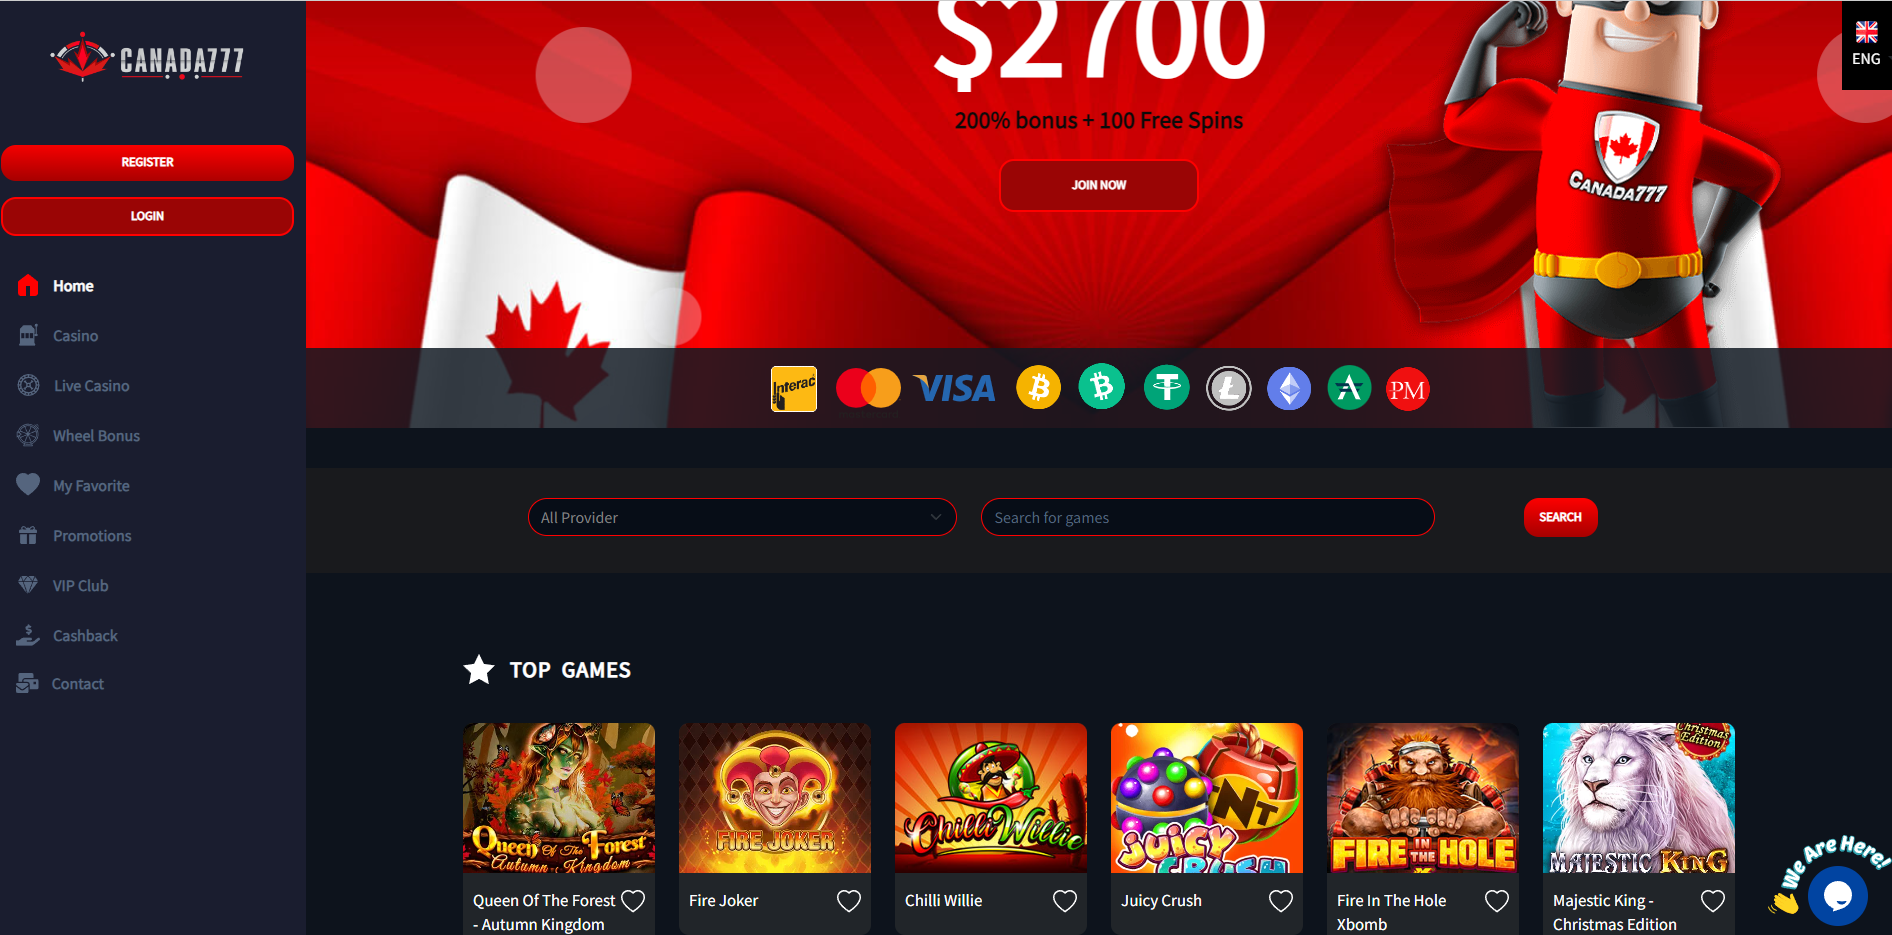 CANADA777
REGISTER
LOGIN
Home
Casino
Live Casino
Wheel Bonus
My Favorite
Promotions
VIP Club
Cashback
Contact
$2700
200% bonus + 100 Free Spins
JOIN NOW
CANADA777
ENG
Interac
VISA
PM
All Provider
Search for games
SEARCH
TOP GAMES
Queen Of The Forest
Autumn Kingdom
FIRE JOKER
Chilli Willie
NT
JUICY
CRUSH
FIRE IN THE HOLE
X
Christmas
Edition
MAJESTIC KING
Queen Of The Forest
- Autumn Kingdom
Fire Joker
Chilli Willie
Juicy Crush
Fire In The Hole
Xbomb
Majestic King -
Christmas Edition
We Are Here!